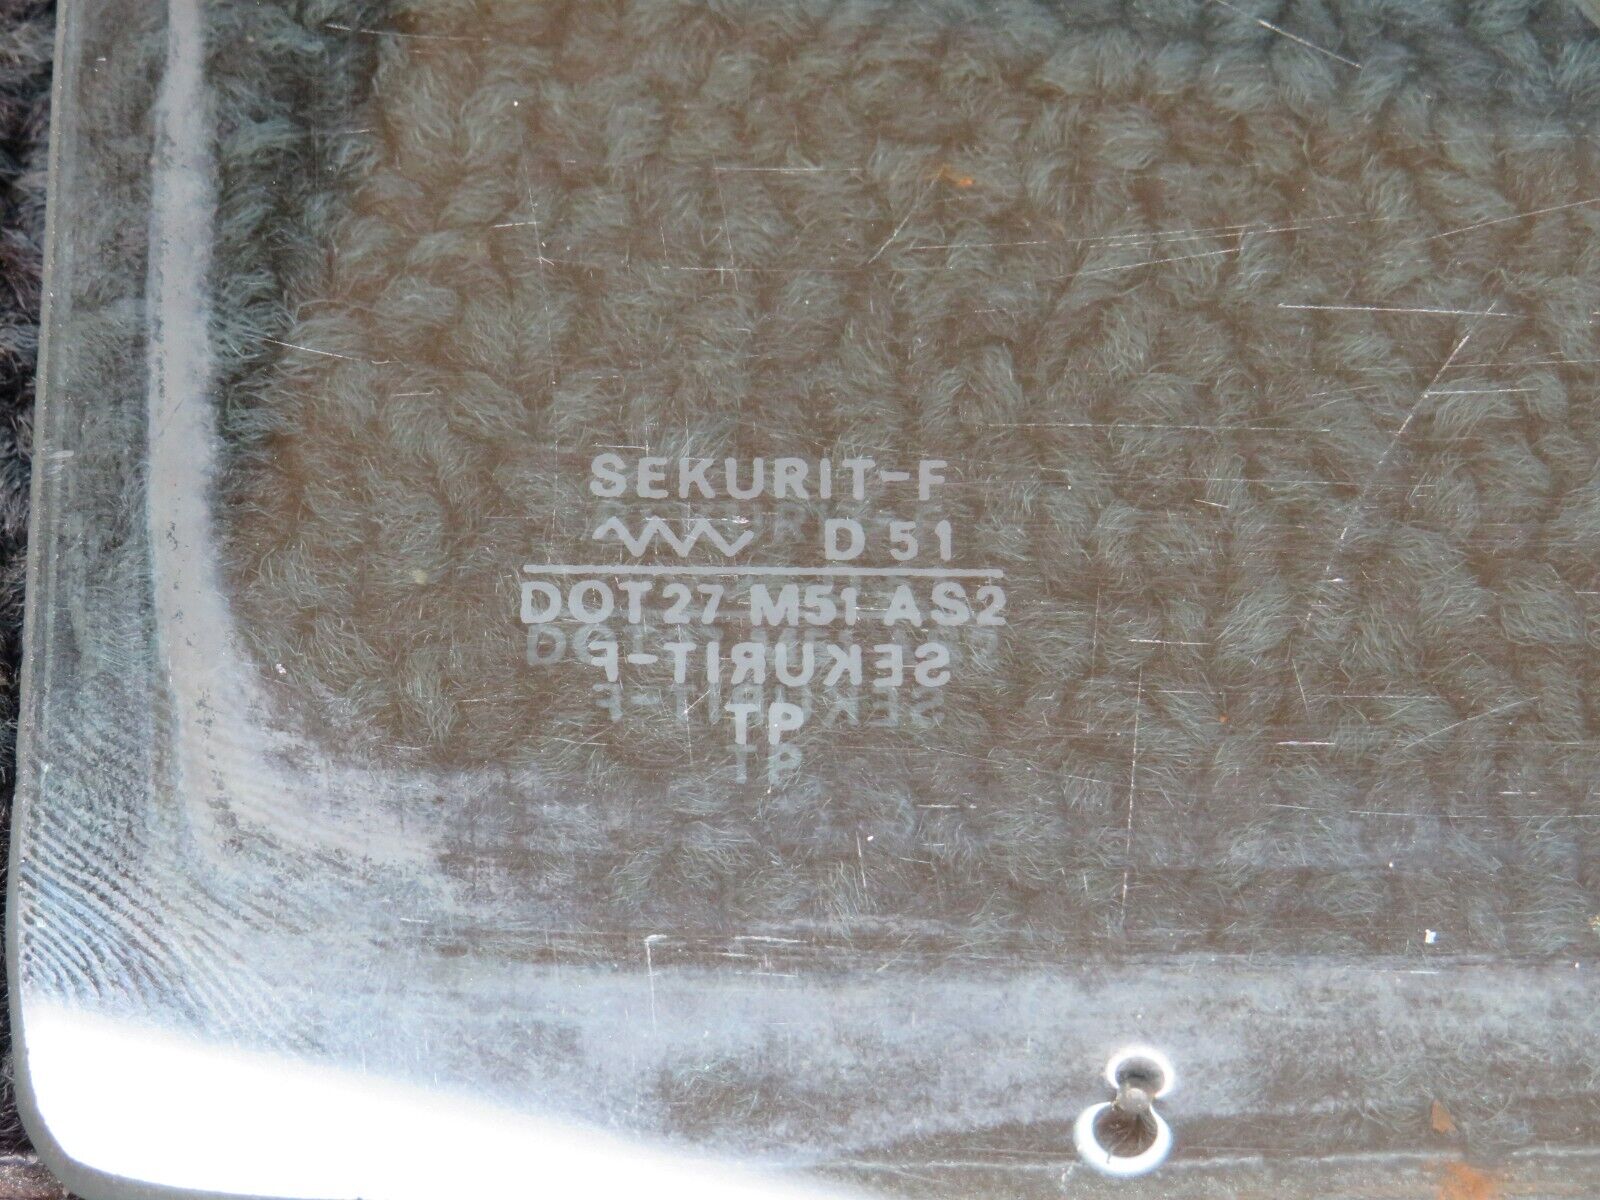 SEKURIT-F
D 51
DOT27 M51 AS2
SEKURIT-F
TP